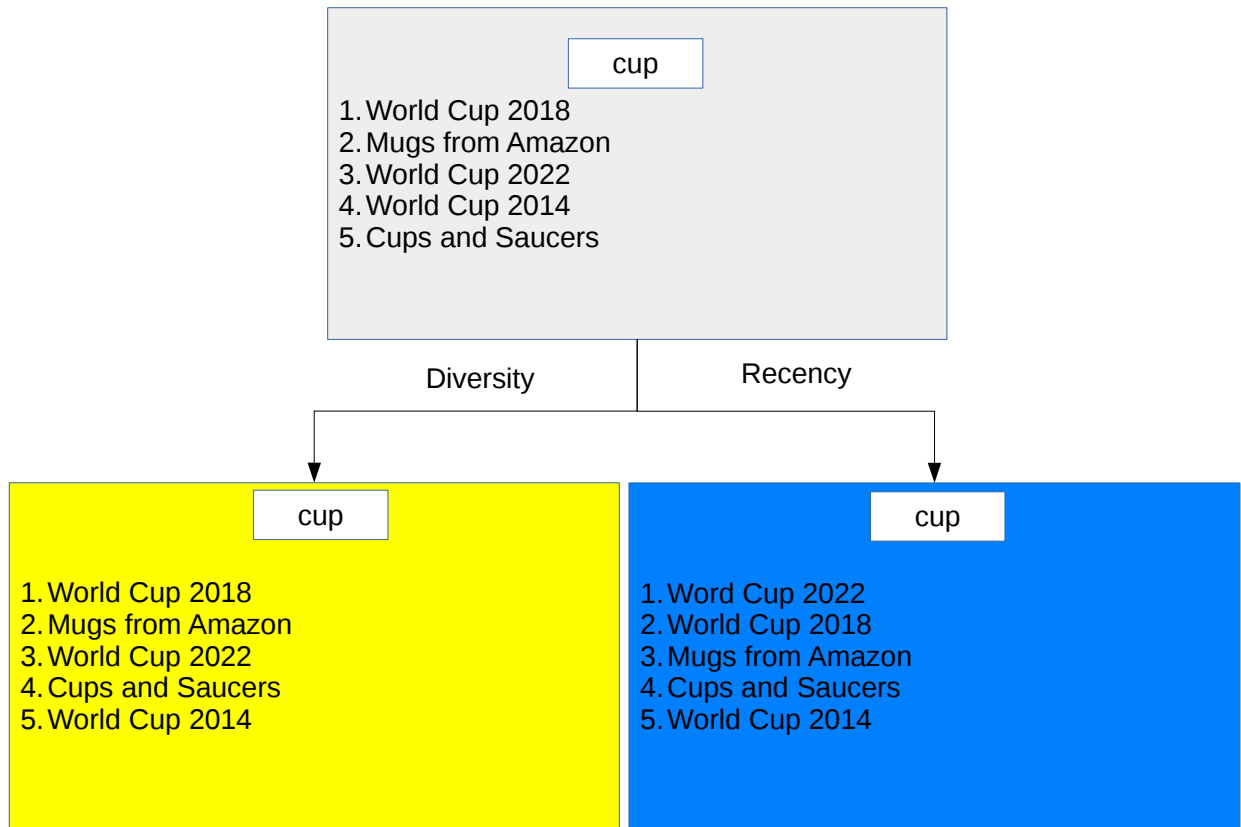 cup
1. World Cup 2018
2. Mugs from Amazon
3. World Cup 2022
4. World Cup 2014
5. Cups and Saucers
Diversity
Recency
cup
1. World Cup 2018
2. Mugs from Amazon
3. World Cup 2022
4. Cups and Saucers
5. World Cup 2014
cup
1. Word Cup 2022
2. World Cup 2018
3. Mugs from Amazon
4. Cups and Saucers
5. World Cup 2014